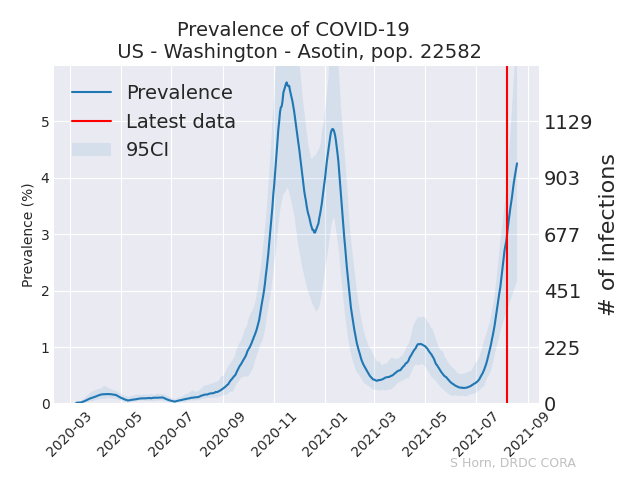 Prevalence of COVID-19
US - Washington - Asotin, pop. 22582
Prevalence
Latest data
95CI
Prevalence (%)
5
4
3
2
1
0
1129
903
677
451
225
0
# of infections
2020-03
2020-05
2020-07
2020-09
2020-11
2021-01
2021-03
2021-05
2021-07
2021-09
S Horn, DRDC CORA